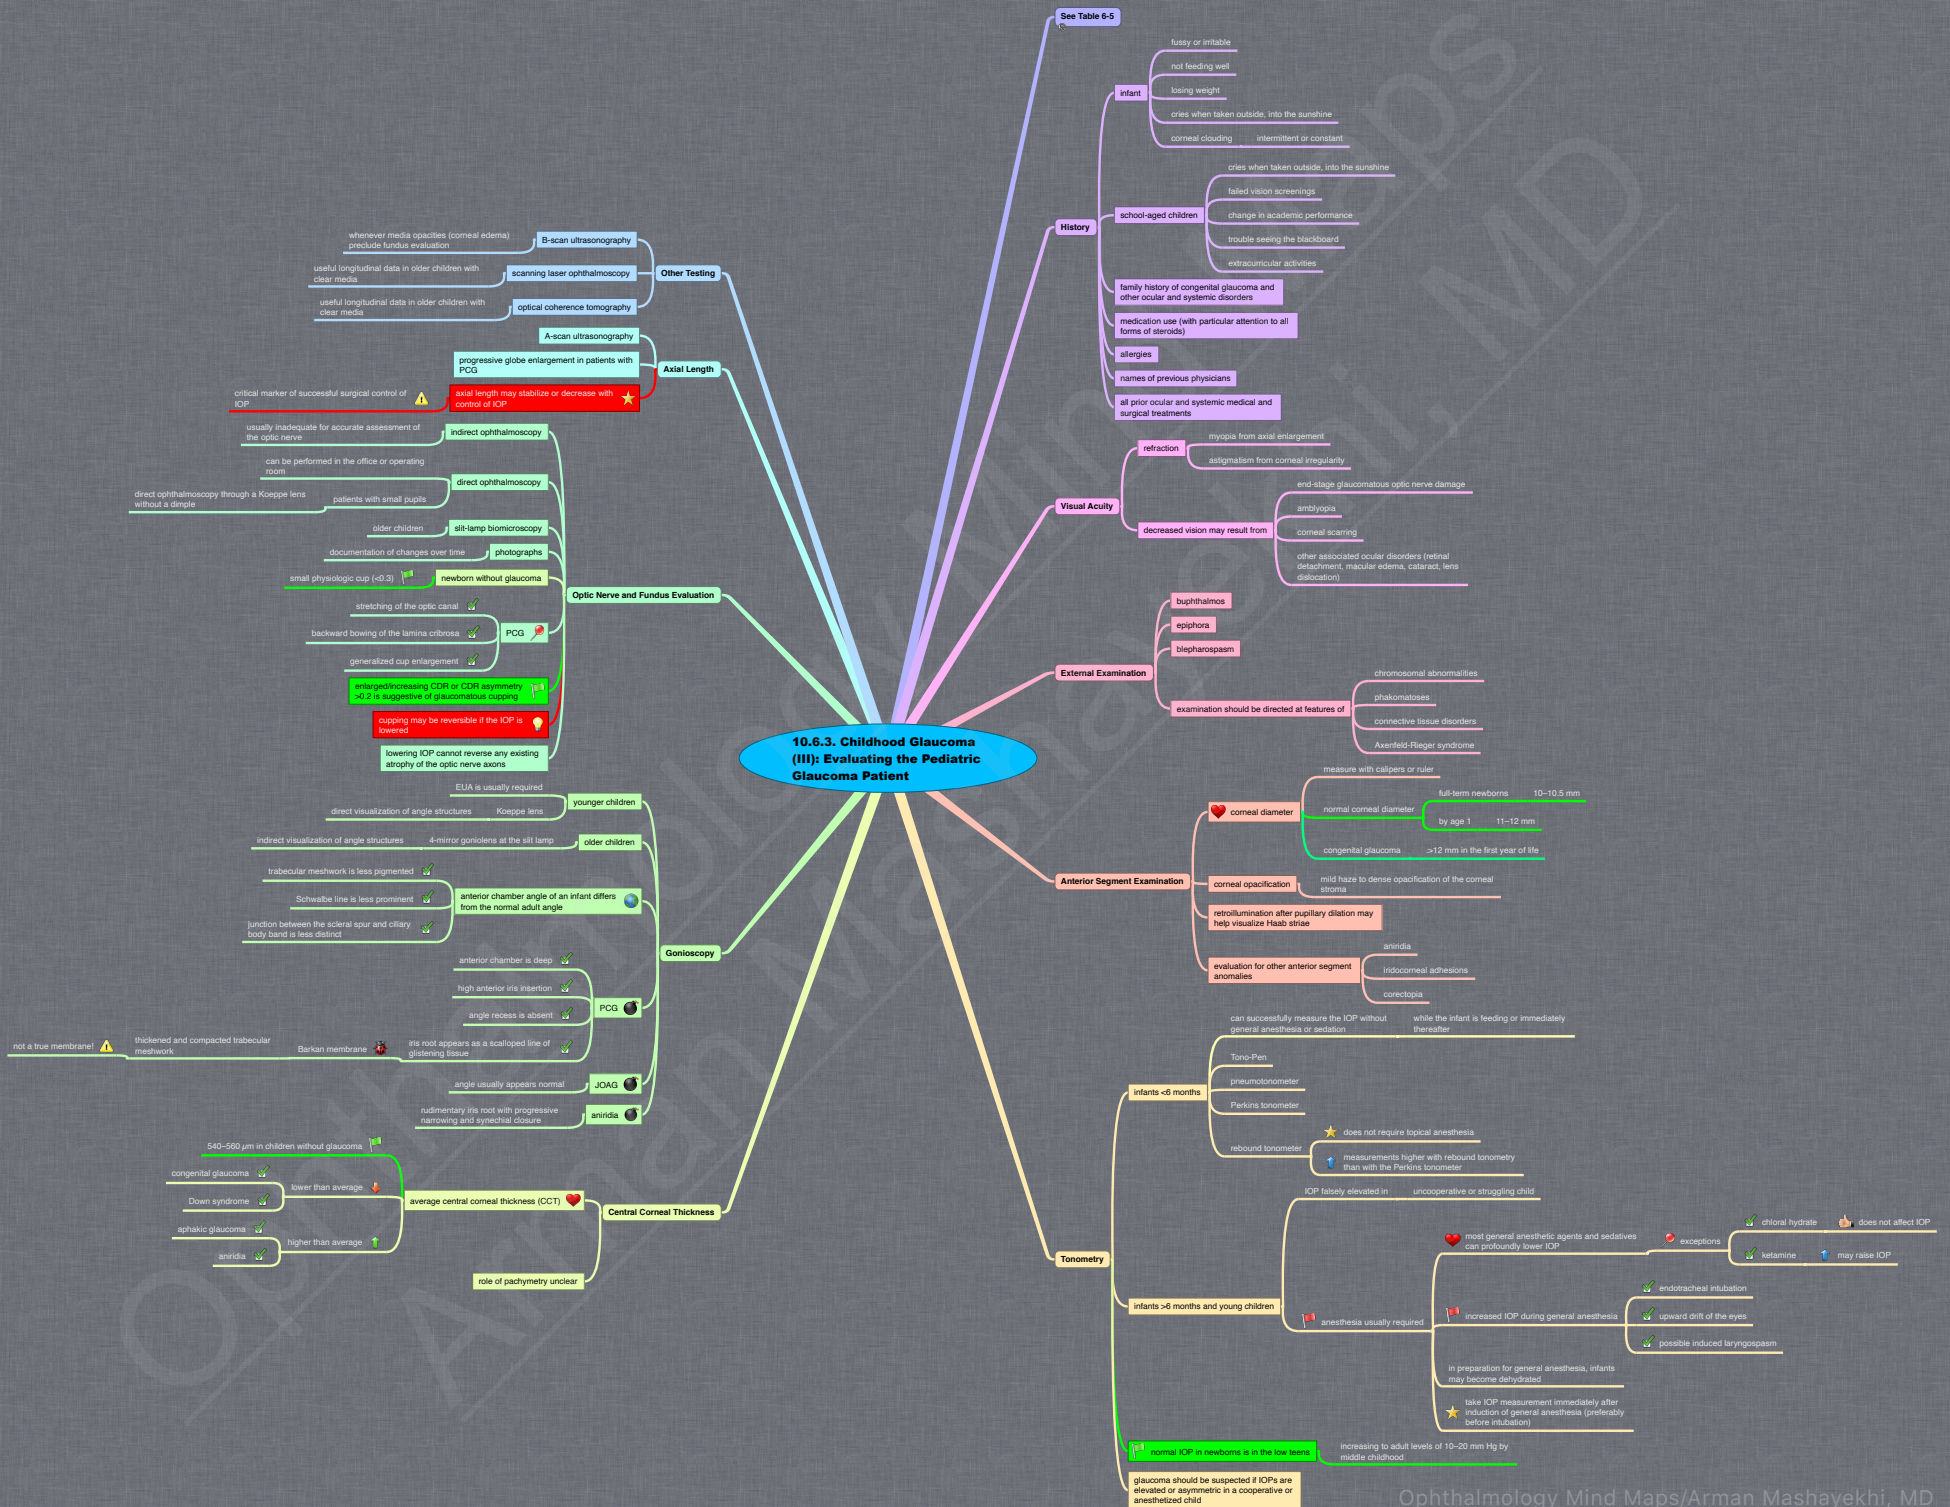 10.6.3. Childhood Glaucoma
(III): Evaluating the Pediatric
Glaucoma Patient
See Table 6-5
History
infant
fussy or irritable
not feeding well
losing weight
cries when taken outside, into the sunshine
corneal clouding
intermittent or constant
school-aged children
cries when taken outside, into the sunshine
failed vision screenings
change in academic performance
trouble seeing the blackboard
extracurricular activities
family history of congenital glaucoma and
other ocular and systemic disorders
medication use (with particular attention to all
forms of steroids)
allergies
names of previous physicians
all prior ocular and systemic medical and
surgical treatments
Visual Acuity
refraction
myopia from axial enlargement
astigmatism from corneal irregularity
decreased vision may result from
end-stage glaucomatous optic nerve damage
amblyopia
corneal scarring
other associated ocular disorders (retinal
detachment, macular edema, cataract, lens
dislocation)
External Examination
buphthalmos
epiphora
blepharospasm
examination should be directed at features of
chromosomal abnormalities
phakomatoses
connective tissue disorders
Axenfeld-Rieger syndrome
Anterior Segment Examination
corneal diameter
measure with calipers or ruler
normal corneal diameter
full-term newborns
10–10.5 mm
by age 1
11–12 mm
congenital glaucoma
>12 mm in the first year of life
corneal opacification
mild haze to dense opacification of the corneal
stroma
retroillumination after pupillary dilation may
help visualize Haab striae
evaluation for other anterior segment
anomalies
aniridia
iridocorneal adhesions
corectopia
Tonometry
infants <6 months
can successfully measure the IOP without
general anesthesia or sedation
while the infant is feeding or immediately
thereafter
Tono-Pen
pneumotonometer
Perkins tonometer
rebound tonometer
does not require topical anesthesia
measurements higher with rebound tonometry
than with the Perkins tonometer
infants >6 months and young children
IOP falsely elevated in
uncooperative or struggling child
anesthesia usually required
most general anesthetic agents and sedatives
can profoundly lower IOP
exceptions
chloral hydrate
does not affect IOP
ketamine
may raise IOP
increased IOP during general anesthesia
endotracheal intubation
upward drift of the eyes
possible induced laryngospasm
in preparation for general anesthesia, infants
may become dehydrated
take IOP measurement immediately after
induction of general anesthesia (preferably
before intubation)
normal IOP in newborns is in the low teens
increasing to adult levels of 10–20 mm Hg by
middle childhood
glaucoma should be suspected if IOPs are
elevated or asymmetric in a cooperative or
anesthetized child
Other Testing
B-scan ultrasonography
whenever media opacities (corneal edema)
preclude fundus evaluation
scanning laser ophthalmoscopy
useful longitudinal data in older children with
clear media
optical coherence tomography
useful longitudinal data in older children with
clear media
Axial Length
A-scan ultrasonography
progressive globe enlargement in patients with
PCG
axial length may stabilize or decrease with
control of IOP
critical marker of successful surgical control of
IOP
Optic Nerve and Fundus Evaluation
indirect ophthalmoscopy
usually inadequate for accurate assessment of
the optic nerve
direct ophthalmoscopy
can be performed in the office or operating
room
patients with small pupils
direct ophthalmoscopy through a Koeppe lens
without a dimple
slit-lamp biomicroscopy
older children
photographs
documentation of changes over time
newborn without glaucoma
small physiologic cup (<0.3)
PCG
stretching of the optic canal
backward bowing of the lamina cribrosa
generalized cup enlargement
enlarged/increasing CDR or CDR asymmetry
>0.2 is suggestive of glaucomatous cupping
cupping may be reversible if the IOP is
lowered
lowering IOP cannot reverse any existing
atrophy of the optic nerve axons
Gonioscopy
younger children
EUA is usually required
Koeppe lens
direct visualization of angle structures
older children
4-mirror goniolens at the slit lamp
indirect visualization of angle structures
anterior chamber angle of an infant differs
from the normal adult angle
trabecular meshwork is less pigmented
Schwalbe line is less prominent
junction between the scleral spur and ciliary
body band is less distinct
PCG
anterior chamber is deep
high anterior iris insertion
angle recess is absent
iris root appears as a scalloped line of
glistening tissue
Barkan membrane
thickened and compacted trabecular
meshwork
not a true membrane!
JOAG
angle usually appears normal
aniridia
rudimentary iris root with progressive
narrowing and synechial closure
Central Corneal Thickness
average central corneal thickness (CCT)
540–560 µm in children without glaucoma
lower than average
congenital glaucoma
Down syndrome
higher than average
aphakic glaucoma
aniridia
role of pachymetry unclear
Ophthalmology Mind Maps
Arman Mashayekhi, MD
Ophthalmology Mind Maps/Arman Mashayekhi, MD